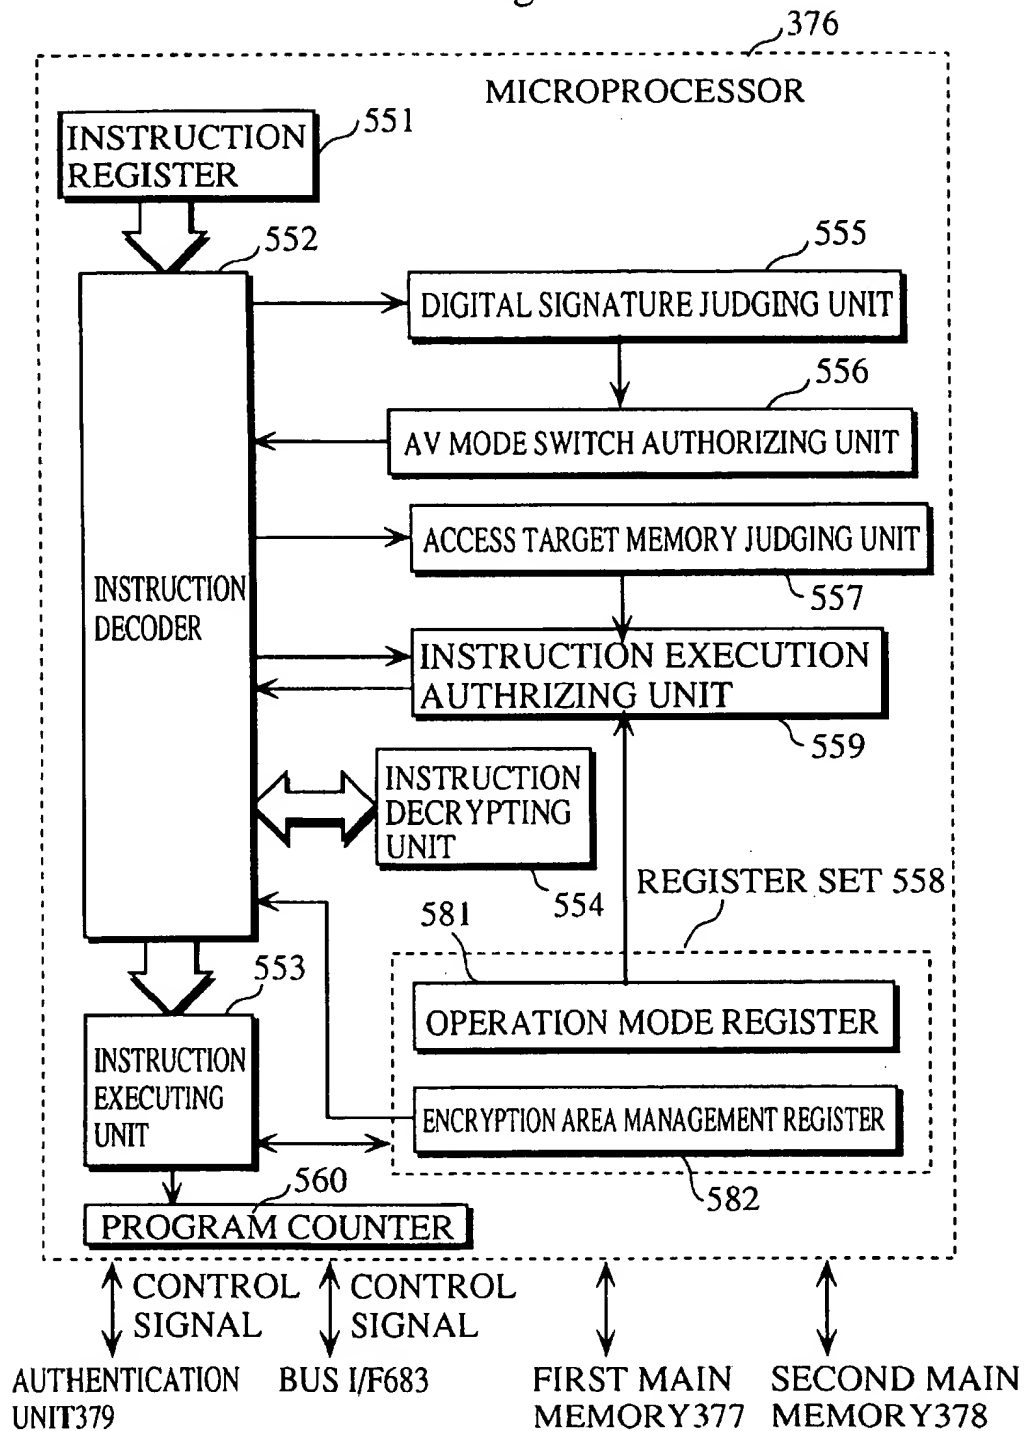 376
MICROPROCESSOR
INSTRUCTION
REGISTER
551
552
555
DIGITAL SIGNATURE JUDGING UNIT
556
AV MODE SWITCH AUTHORIZING UNIT
ACCESS TARGET MEMORY JUDGING UNIT
557
INSTRUCTION
DECODER
INSTRUCTION EXECUTION
AUTHRIZING UNIT
559
INSTRUCTION
DECRYPTING
UNIT
554
REGISTER SET 558
581
553
OPERATION MODE REGISTER
INSTRUCTION
EXECUTING
UNIT
ENCRYPTION AREA MANAGEMENT REGISTER
582
560
PROGRAM COUNTER
CONTROL
SIGNAL
CONTROL
SIGNAL
AUTHENTICATION
UNIT379
BUS I/F683
FIRST MAIN
MEMORY377
SECOND MAIN
MEMORY378